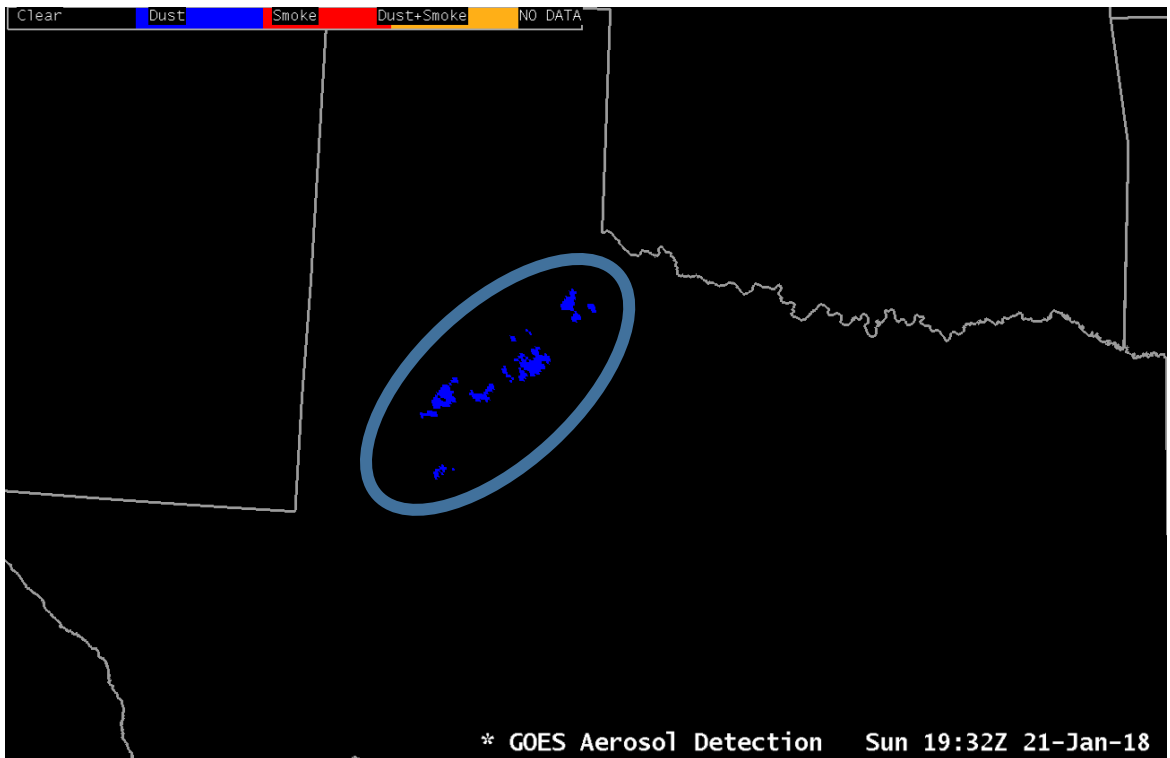 Clear Dust Smoke Dust+Smoke NO DATA
* GOES Aerosol Detection Sun 19:32Z 21-Jan-18